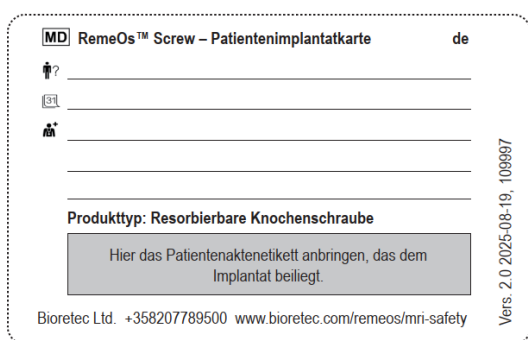 MD RemeOs™ Screw – Patientenimplantatkarte de
?
31
Produkttyp: Resorbierbare Knochenschraube
Hier das Patientenaktenetikett anbringen, das dem
Implantat beiliegt.
Bioretec Ltd. +358207789500 www.bioretec.com/remeos/mri-safety
Vers. 2.0 2025-08-19, 109997